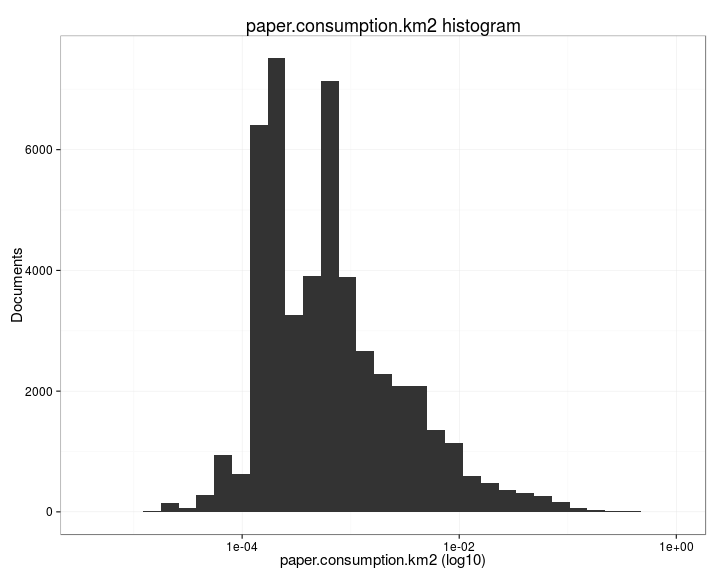 paper.consumption.km2 histogram
6000
4000
2000
0
Documents
1e-04 1e-02 1e+00
paper.consumption.km2 (log10)